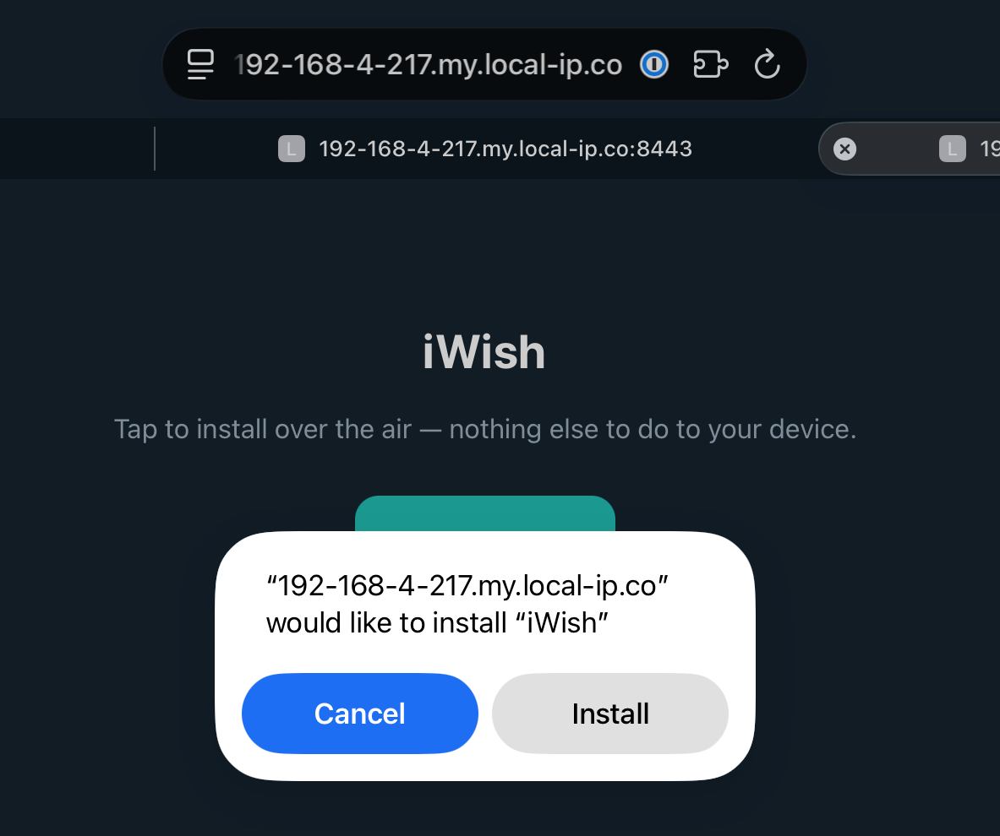 192-168-4-217.my.local-ip.co
L 192-168-4-217.my.local-ip.co:8443
L 19
iWish
Tap to install over the air — nothing else to do to your device.
“192-168-4-217.my.local-ip.co”
would like to install “iWish”
Cancel
Install